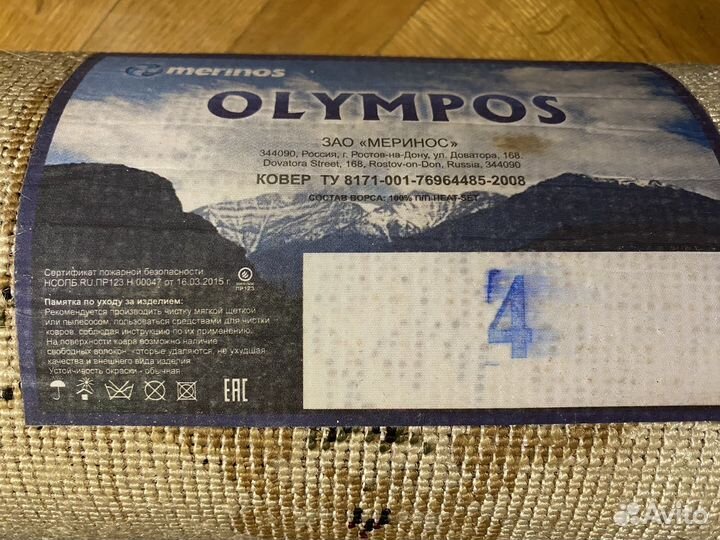 merinos
OLYMPOS
ЗАО «МЕРИНОС»
344090, Россия, г. Ростов-на-Дону, ул. Доватора, 168.
Dovatora Street, 168, Rostov-on-Don, Russia, 344090
КОВЕР ТУ 8171-001-76964485-2008
СОСТАВ ВОРСА: 100% П/П HEAT-SET
Сертификат пожарной безопасности
НСОПБ.RU.ПР123.Н.00047 от 16.03.2015 г.
ПР123
Памятка по уходу за изделием:
Рекомендуется производить чистку мягкой щеткой
или пылесосом, пользоваться средствами для чистки
ковров, соблюдая инструкцию по их применению.
На поверхности ковра возможно наличие
свободных волокон, которые удаляются, не ухудшая
качества и внешнего вида изделия.
Устойчивость окраски - обычная
ЕАС
4
Avito